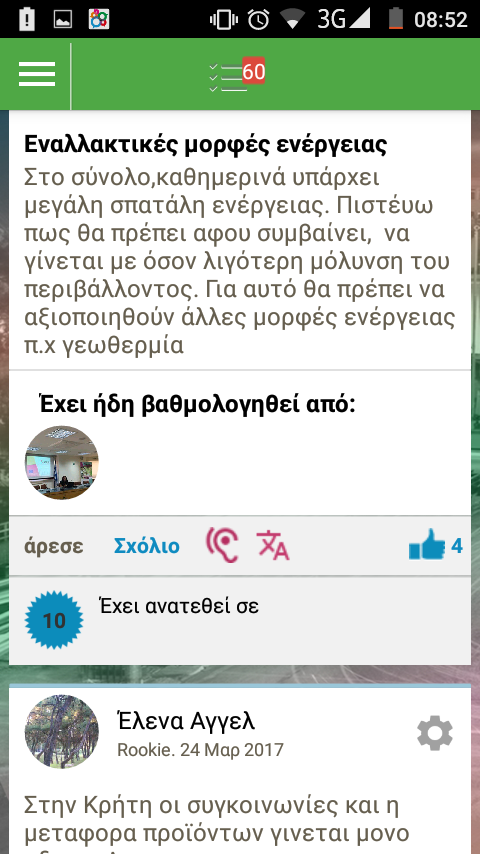 3G 08:52
60
Εναλλακτικές μορφές ενέργειας
Στο σύνολο,καθημερινά υπάρχει
μεγάλη σπατάλη ενέργειας. Πιστέυω
πως θα πρέπει αφου συμβαίνει, να
γίνεται με όσον λιγότερη μόλυνση του
περιβάλλοντος. Για αυτό θα πρέπει να
αξιοποιηθούν άλλες μορφές ενέργειας
π.χ γεωθερμία
Έχει ήδη βαθμολογηθεί από:
άρεσε Σχόλιο 4
10 Έχει ανατεθεί σε
Έλενα Αγγελ
Rookie. 24 Μαρ 2017
Στην Κρήτη οι συγκοινωνίες και η
μεταφορα προϊόντων γινεται μονο